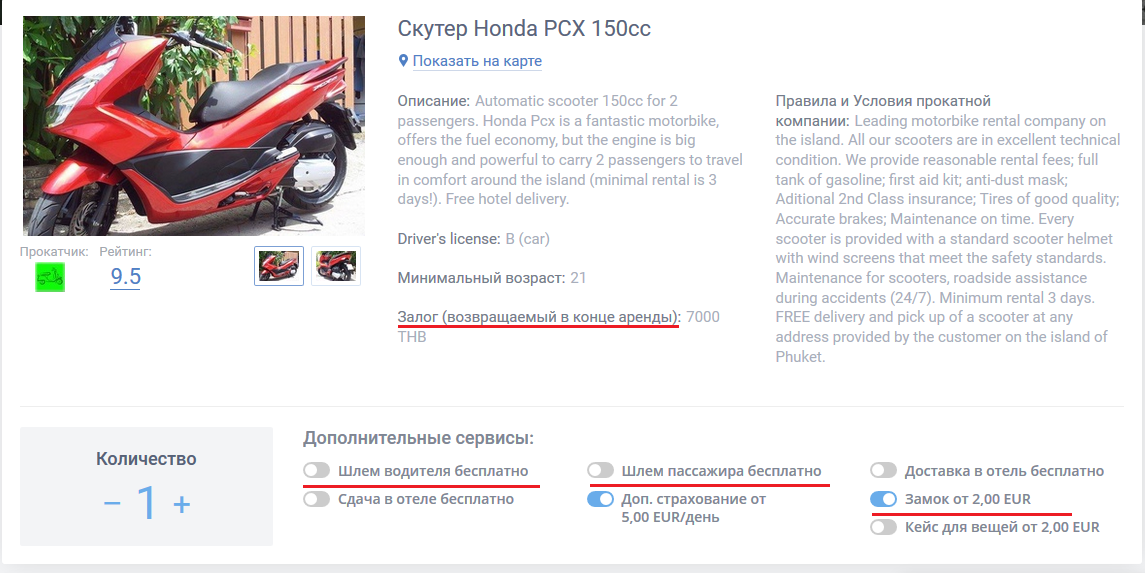 Скутер Honda PCX 150cc
Показать на карте
Описание: Automatic scooter 150cc for 2
passengers. Honda Pcx is a fantastic motorbike,
offers the fuel economy, but the engine is big
enough and powerful to carry 2 passengers to travel
in comfort around the island (minimal rental is 3
days!). Free hotel delivery.
Driver's license: B (car)
Минимальный возраст: 21
Залог (возвращаемый в конце аренды): 7000
THB
Правила и Условия прокатной
компании: Leading motorbike rental company on
the island. All our scooters are in excellent technical
condition. We provide reasonable rental fees; full
tank of gasoline; first aid kit; anti-dust mask;
Aditional 2nd Class insurance; Tires of good quality;
Accurate brakes; Maintenance on time. Every
scooter is provided with a standard scooter helmet
with wind screens that meet the safety standards.
Maintenance for scooters, roadside assistance
during accidents (24/7). Minimum rental 3 days.
FREE delivery and pick up of a scooter at any
address provided by the customer on the island of
Phuket.
Прокатчик: Рейтинг:
9.5
Количество
− 1 +
Дополнительные сервисы:
Шлем водителя бесплатно
Шлем пассажира бесплатно
Доставка в отель бесплатно
Сдача в отеле бесплатно
Доп. страхование от
5,00 EUR/день
Замок от 2,00 EUR
Кейс для вещей от 2,00 EUR